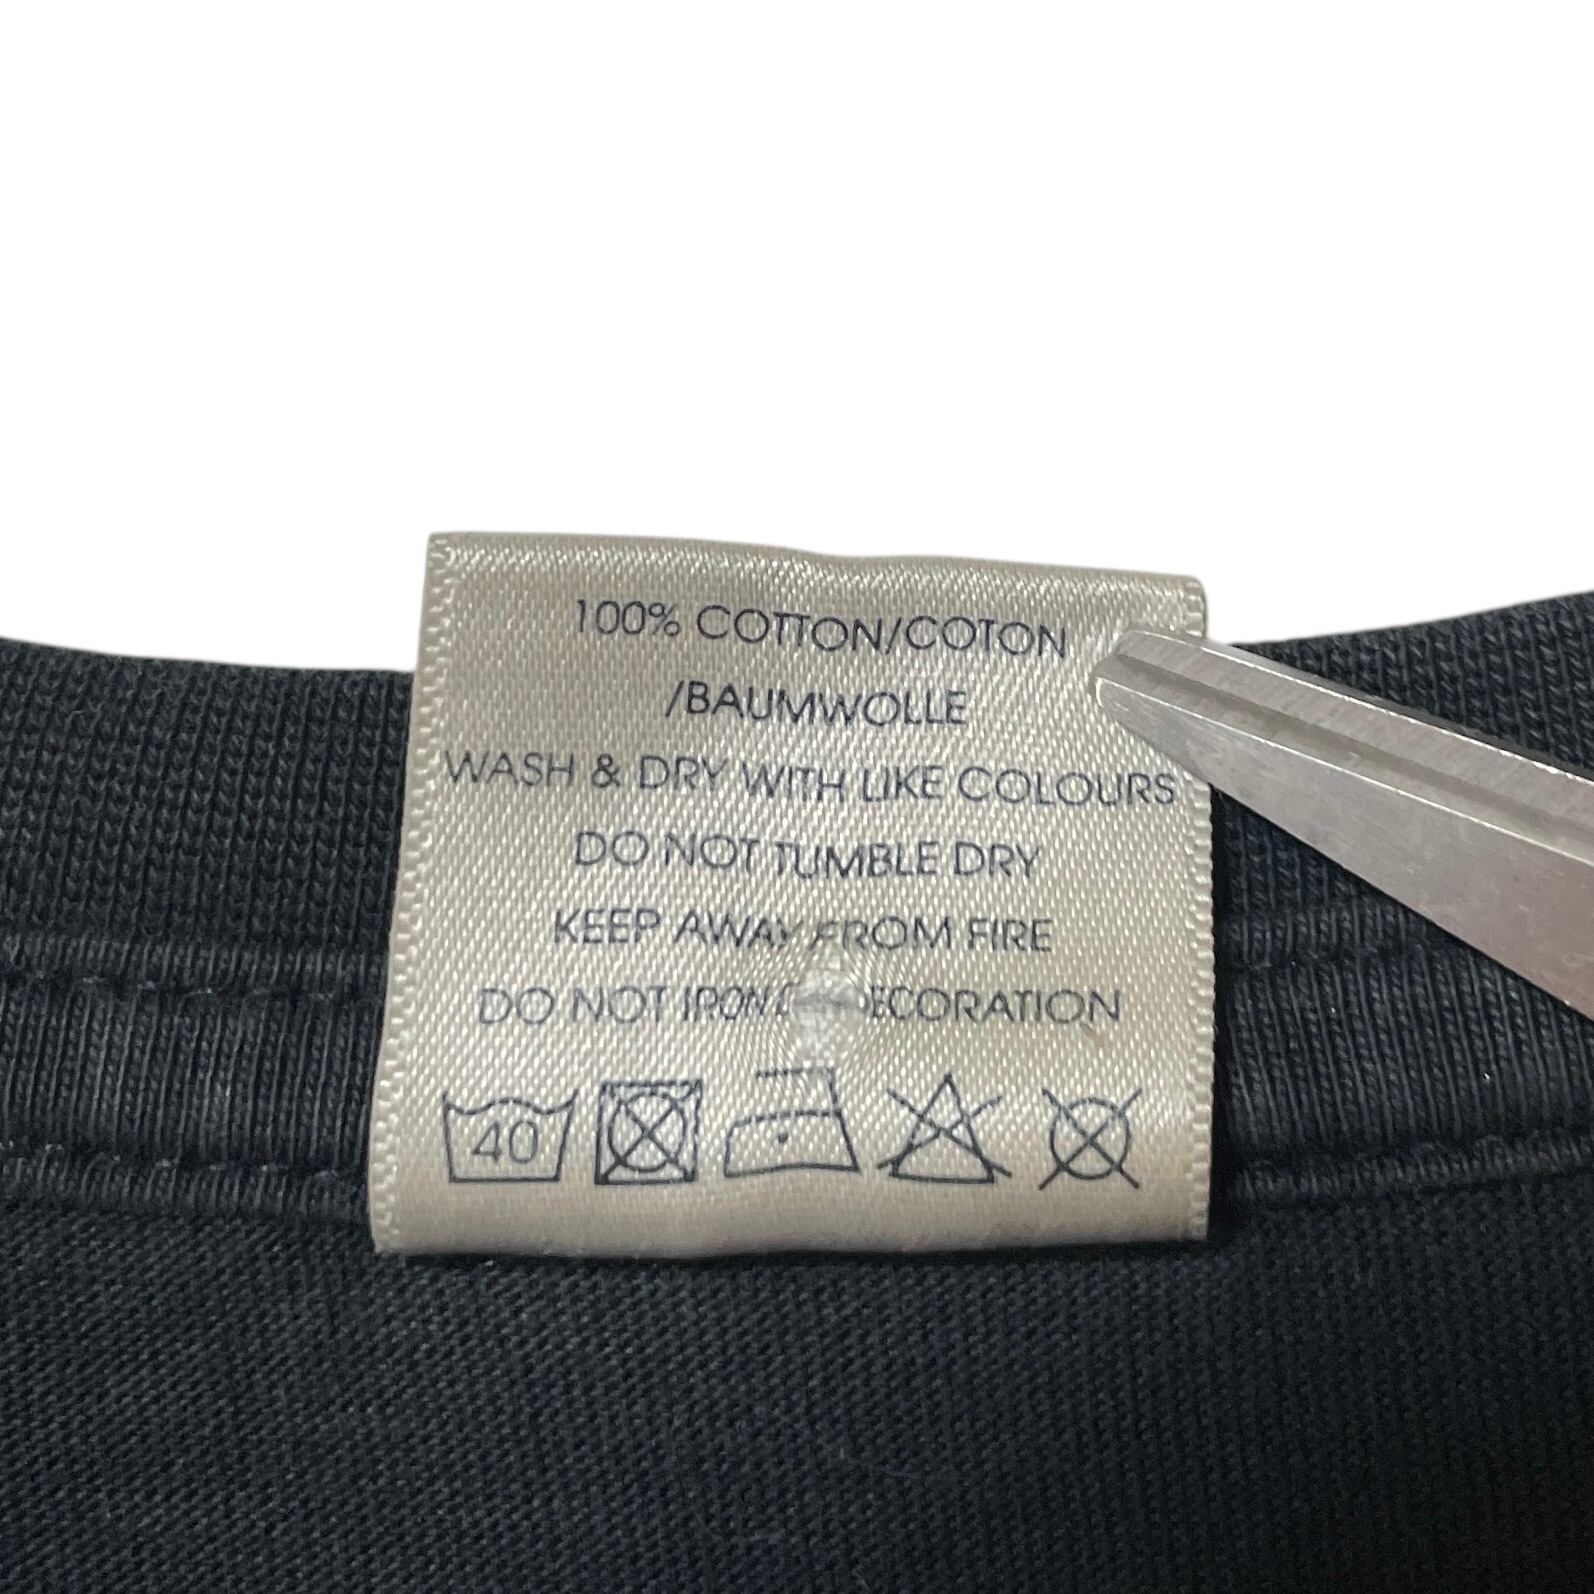 100% COTTON/COTON
/BAUMWOLLE
WASH & DRY WITH LIKE COLOURS
DO NOT TUMBLE DRY
KEEP AWAY FROM FIRE
DO NOT IRON DECORATION
40